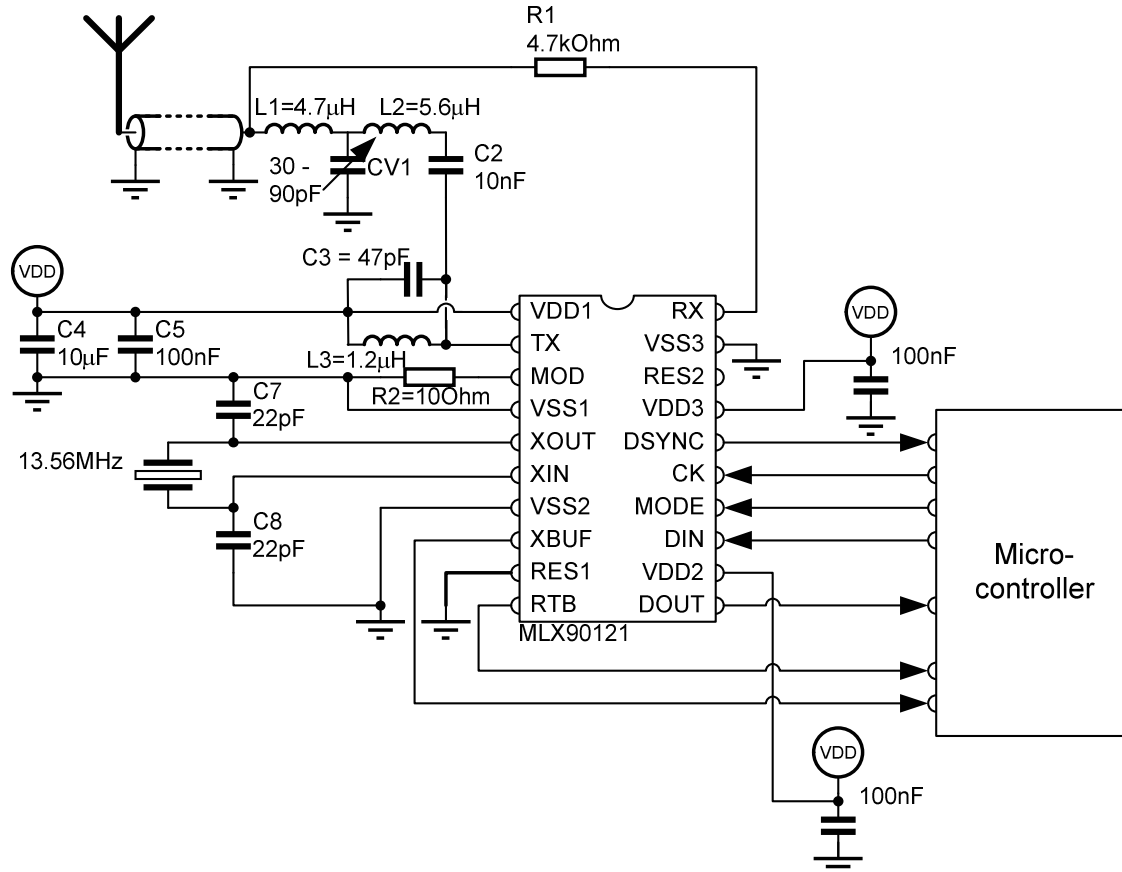 R1
4.7kOhm
L1=4.7μH
L2=5.6μH
30 -
90pF
CV1
C2
10nF
C3 = 47pF
VDD
C4
10μF
C5
100nF
L3=1.2μH
R2=10Ohm
C7
22pF
13.56MHz
C8
22pF
VDD1
TX
MOD
VSS1
XOUT
XIN
VSS2
XBUF
RES1
RTB
RX
VSS3
RES2
VDD3
DSYNC
CK
MODE
DIN
VDD2
DOUT
MLX90121
VDD
100nF
Micro-
controller
VDD
100nF